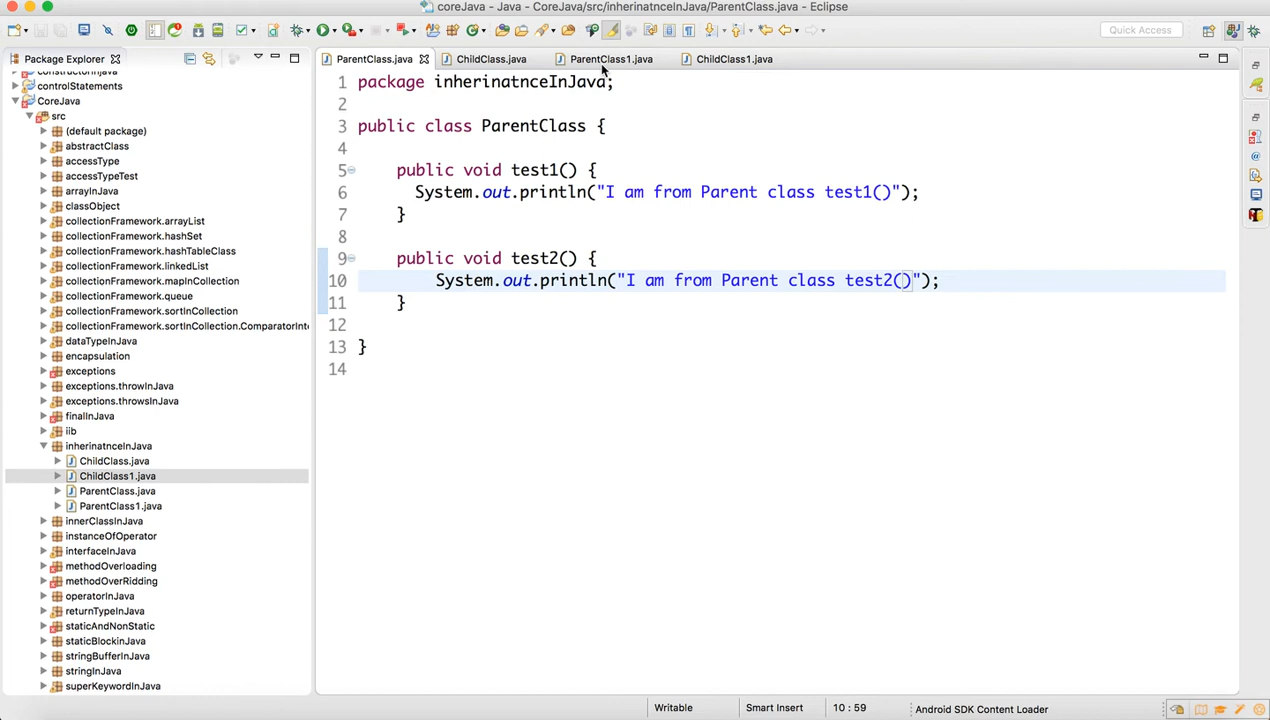 coreJava - Java - CoreJava/src/inherinatnceInJava/ParentClass.java - Eclipse
Quick Access
Package Explorer
ParentClass.java
ChildClass.java
ParentClass1.java
ChildClass1.java
constructorInJava
controlStatements
CoreJava
src
(default package)
abstractClass
accessType
accessTypeTest
arrayInJava
classObject
collectionFramework.arrayList
collectionFramework.hashSet
collectionFramework.hashTableClass
collectionFramework.linkedList
collectionFramework.mapInCollection
collectionFramework.queue
collectionFramework.sortInCollection
collectionFramework.sortInCollection.ComparatorInte
dataTypeInJava
encapsulation
exceptions
exceptions.throwInJava
exceptions.throwsInJava
finalInJava
iib
inherinatnceInJava
ChildClass.java
ChildClass1.java
ParentClass.java
ParentClass1.java
innerClassInJava
instanceOfOperator
interfaceInJava
methodOverloading
methodOverRidding
operatorInJava
returnTypeInJava
staticAndNonStatic
staticBlockinJava
stringBufferInJava
stringInJava
superKeywordInJava
1 package inherinatnceInJava;
2
3 public class ParentClass {
4
5 public void test1() {
6 System.out.println("I am from Parent class test1()");
7 }
8
9 public void test2() {
10 System.out.println("I am from Parent class test2()");
11 }
12
13 }
14
Writable
Smart Insert
10 : 59
Android SDK Content Loader